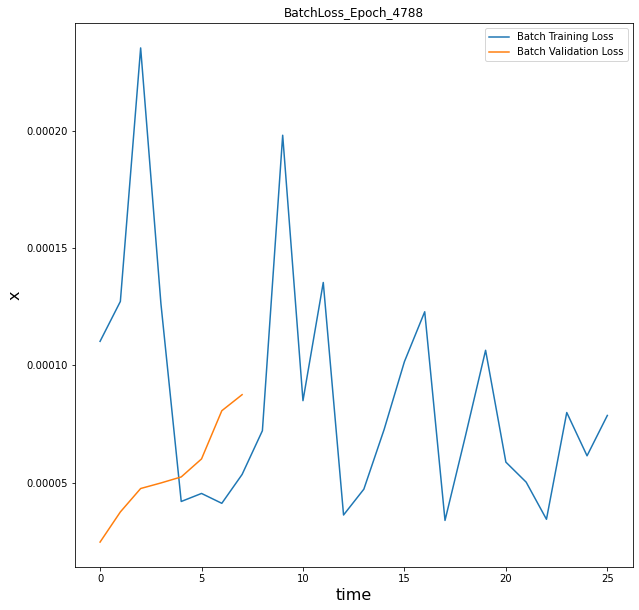 BatchLoss_Epoch_4788
Batch Training Loss
Batch Validation Loss
0.00020
0.00015
x
0.00010
0.00005
0 5 10 15 20 25
time